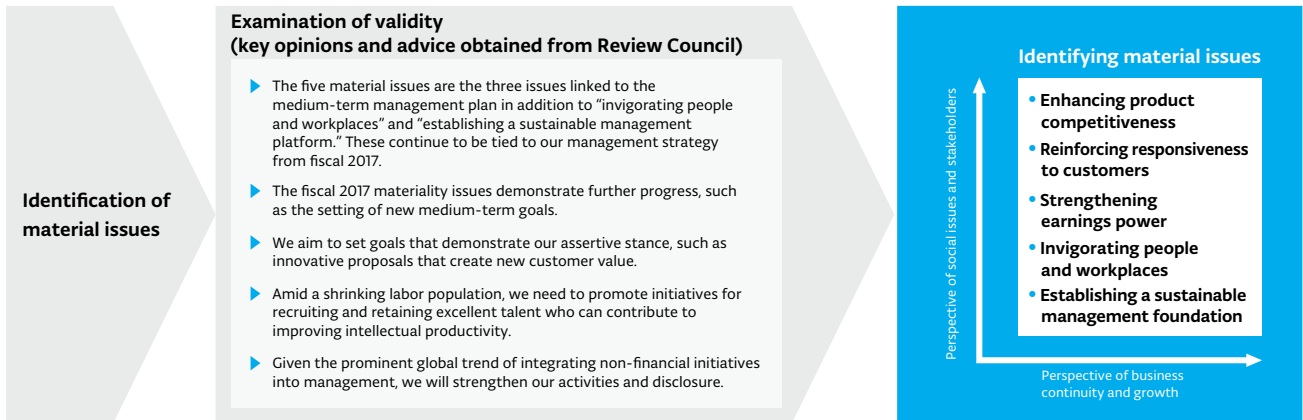 Identification of
material issues
Examination of validity
(key opinions and advice obtained from Review Council)
The five material issues are the three issues linked to the
medium-term management plan in addition to “invigorating people
and workplaces” and “establishing a sustainable management
platform.” These continue to be tied to our management strategy
from fiscal 2017.
The fiscal 2017 materiality issues demonstrate further progress, such
as the setting of new medium-term goals.
We aim to set goals that demonstrate our assertive stance, such as
innovative proposals that create new customer value.
Amid a shrinking labor population, we need to promote initiatives for
recruiting and retaining excellent talent who can contribute to
improving intellectual productivity.
Given the prominent global trend of integrating non-financial initiatives
into management, we will strengthen our activities and disclosure.
Identifying material issues
Perspective of social issues and stakeholders
• Enhancing product
competitiveness
• Reinforcing responsiveness
to customers
• Strengthening
earnings power
• Invigorating people
and workplaces
• Establishing a sustainable
management foundation
Perspective of business
continuity and growth